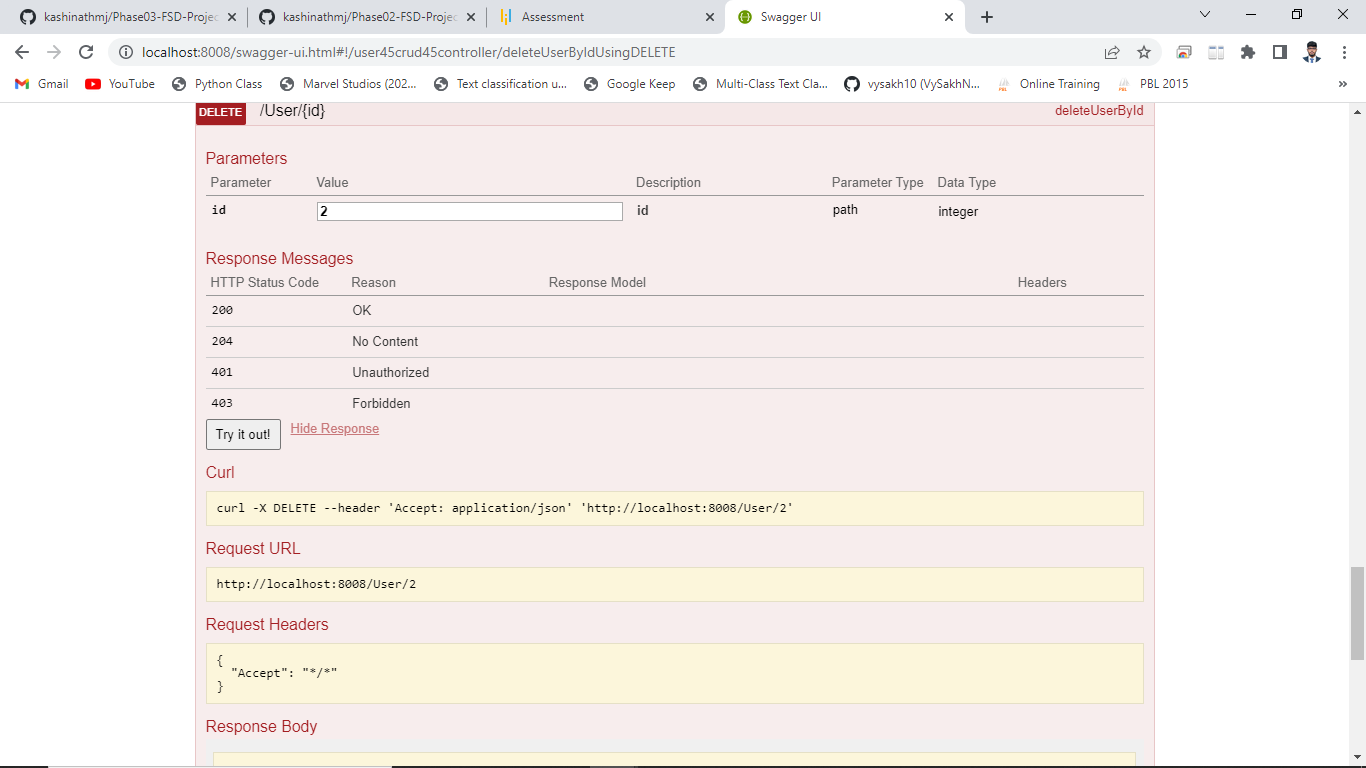 kashinathmj/Phase03-FSD-Projec
kashinathmj/Phase02-FSD-Projec
Assessment
Swagger UI
localhost:8008/swagger-ui.html#!/user45crud45controller/deleteUserByIdUsingDELETE
Gmail YouTube Python Class Marvel Studios (202... Text classification u... Google Keep Multi-Class Text Cla... vysakh10 (VySakhN... Online Training PBL 2015 »
DELETE /User/{id} deleteUserById
Parameters
Parameter Value Description Parameter Type Data Type
id 2 id path integer
Response Messages
HTTP Status Code Reason Response Model Headers
200 OK
204 No Content
401 Unauthorized
403 Forbidden
Try it out! Hide Response
Curl
curl -X DELETE --header 'Accept: application/json' 'http://localhost:8008/User/2'
Request URL
http://localhost:8008/User/2
Request Headers
{
"Accept": "*/*"
}
Response Body